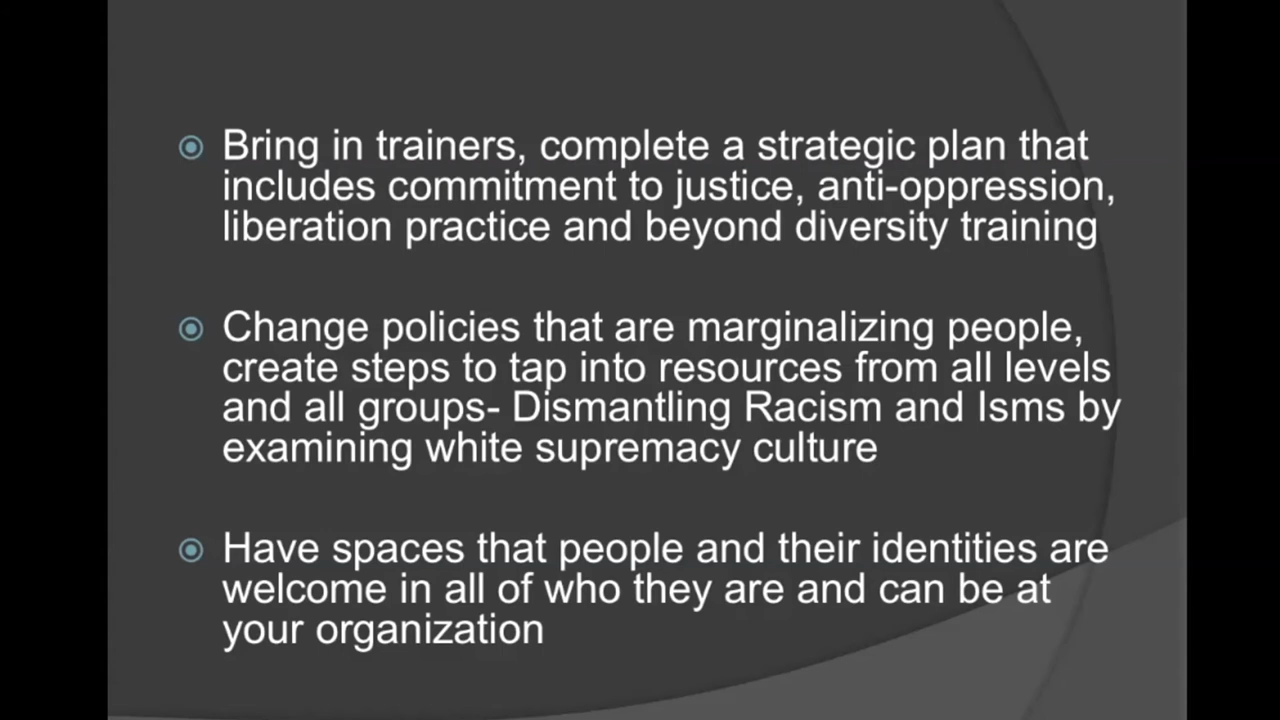 Bring in trainers, complete a strategic plan that
includes commitment to justice, anti-oppression,
liberation practice and beyond diversity training
Change policies that are marginalizing people,
create steps to tap into resources from all levels
and all groups- Dismantling Racism and Isms by
examining white supremacy culture
Have spaces that people and their identities are
welcome in all of who they are and can be at
your organization